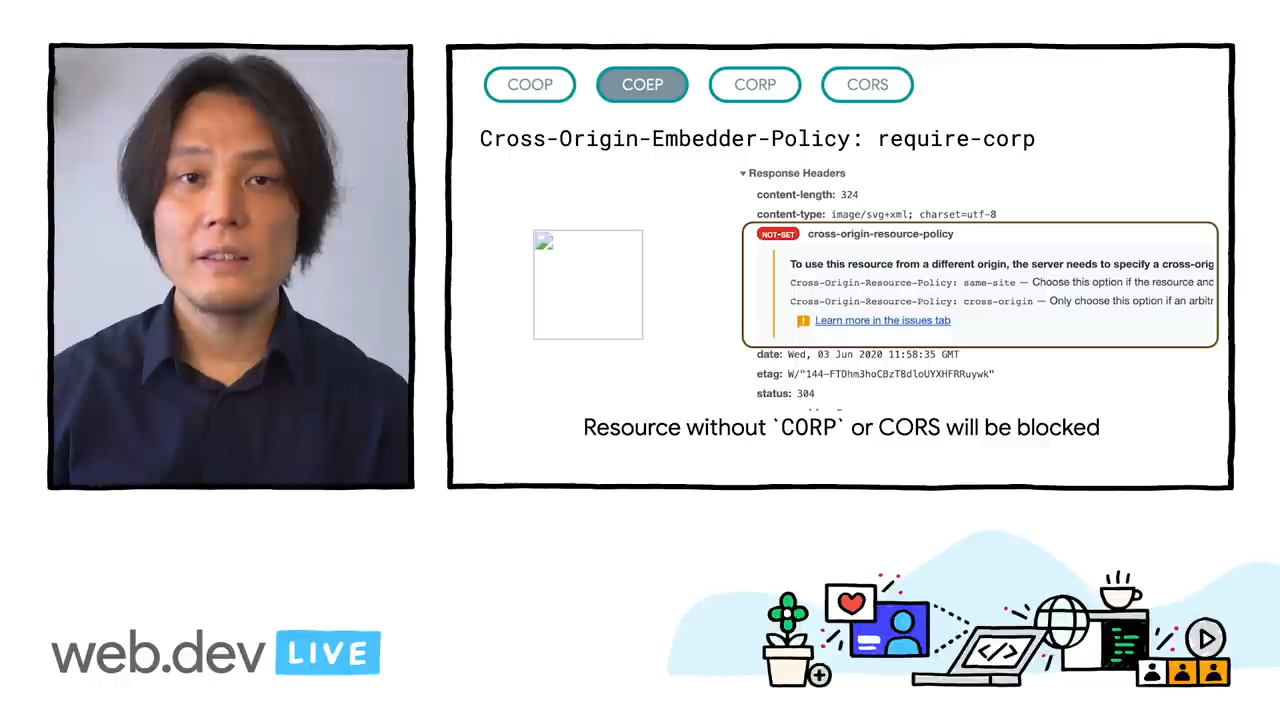 COOP
COEP
CORP
CORS
Cross-Origin-Embedder-Policy: require-corp
Response Headers
content-length: 324
content-type: image/svg+xml; charset=utf-8
NOT-SET cross-origin-resource-policy
To use this resource from a different origin, the server needs to specify a cross-orig
Cross-Origin-Resource-Policy: same-site — Choose this option if the resource and
Cross-Origin-Resource-Policy: cross-origin — Only choose this option if an arbitr
Learn more in the issues tab
date: Wed, 03 Jun 2020 11:58:35 GMT
etag: W/"144-FTDhm3hoCBzT8dloUYXHFRRuywk"
status: 304
Resource without `CORP` or CORS will be blocked
web.dev LIVE